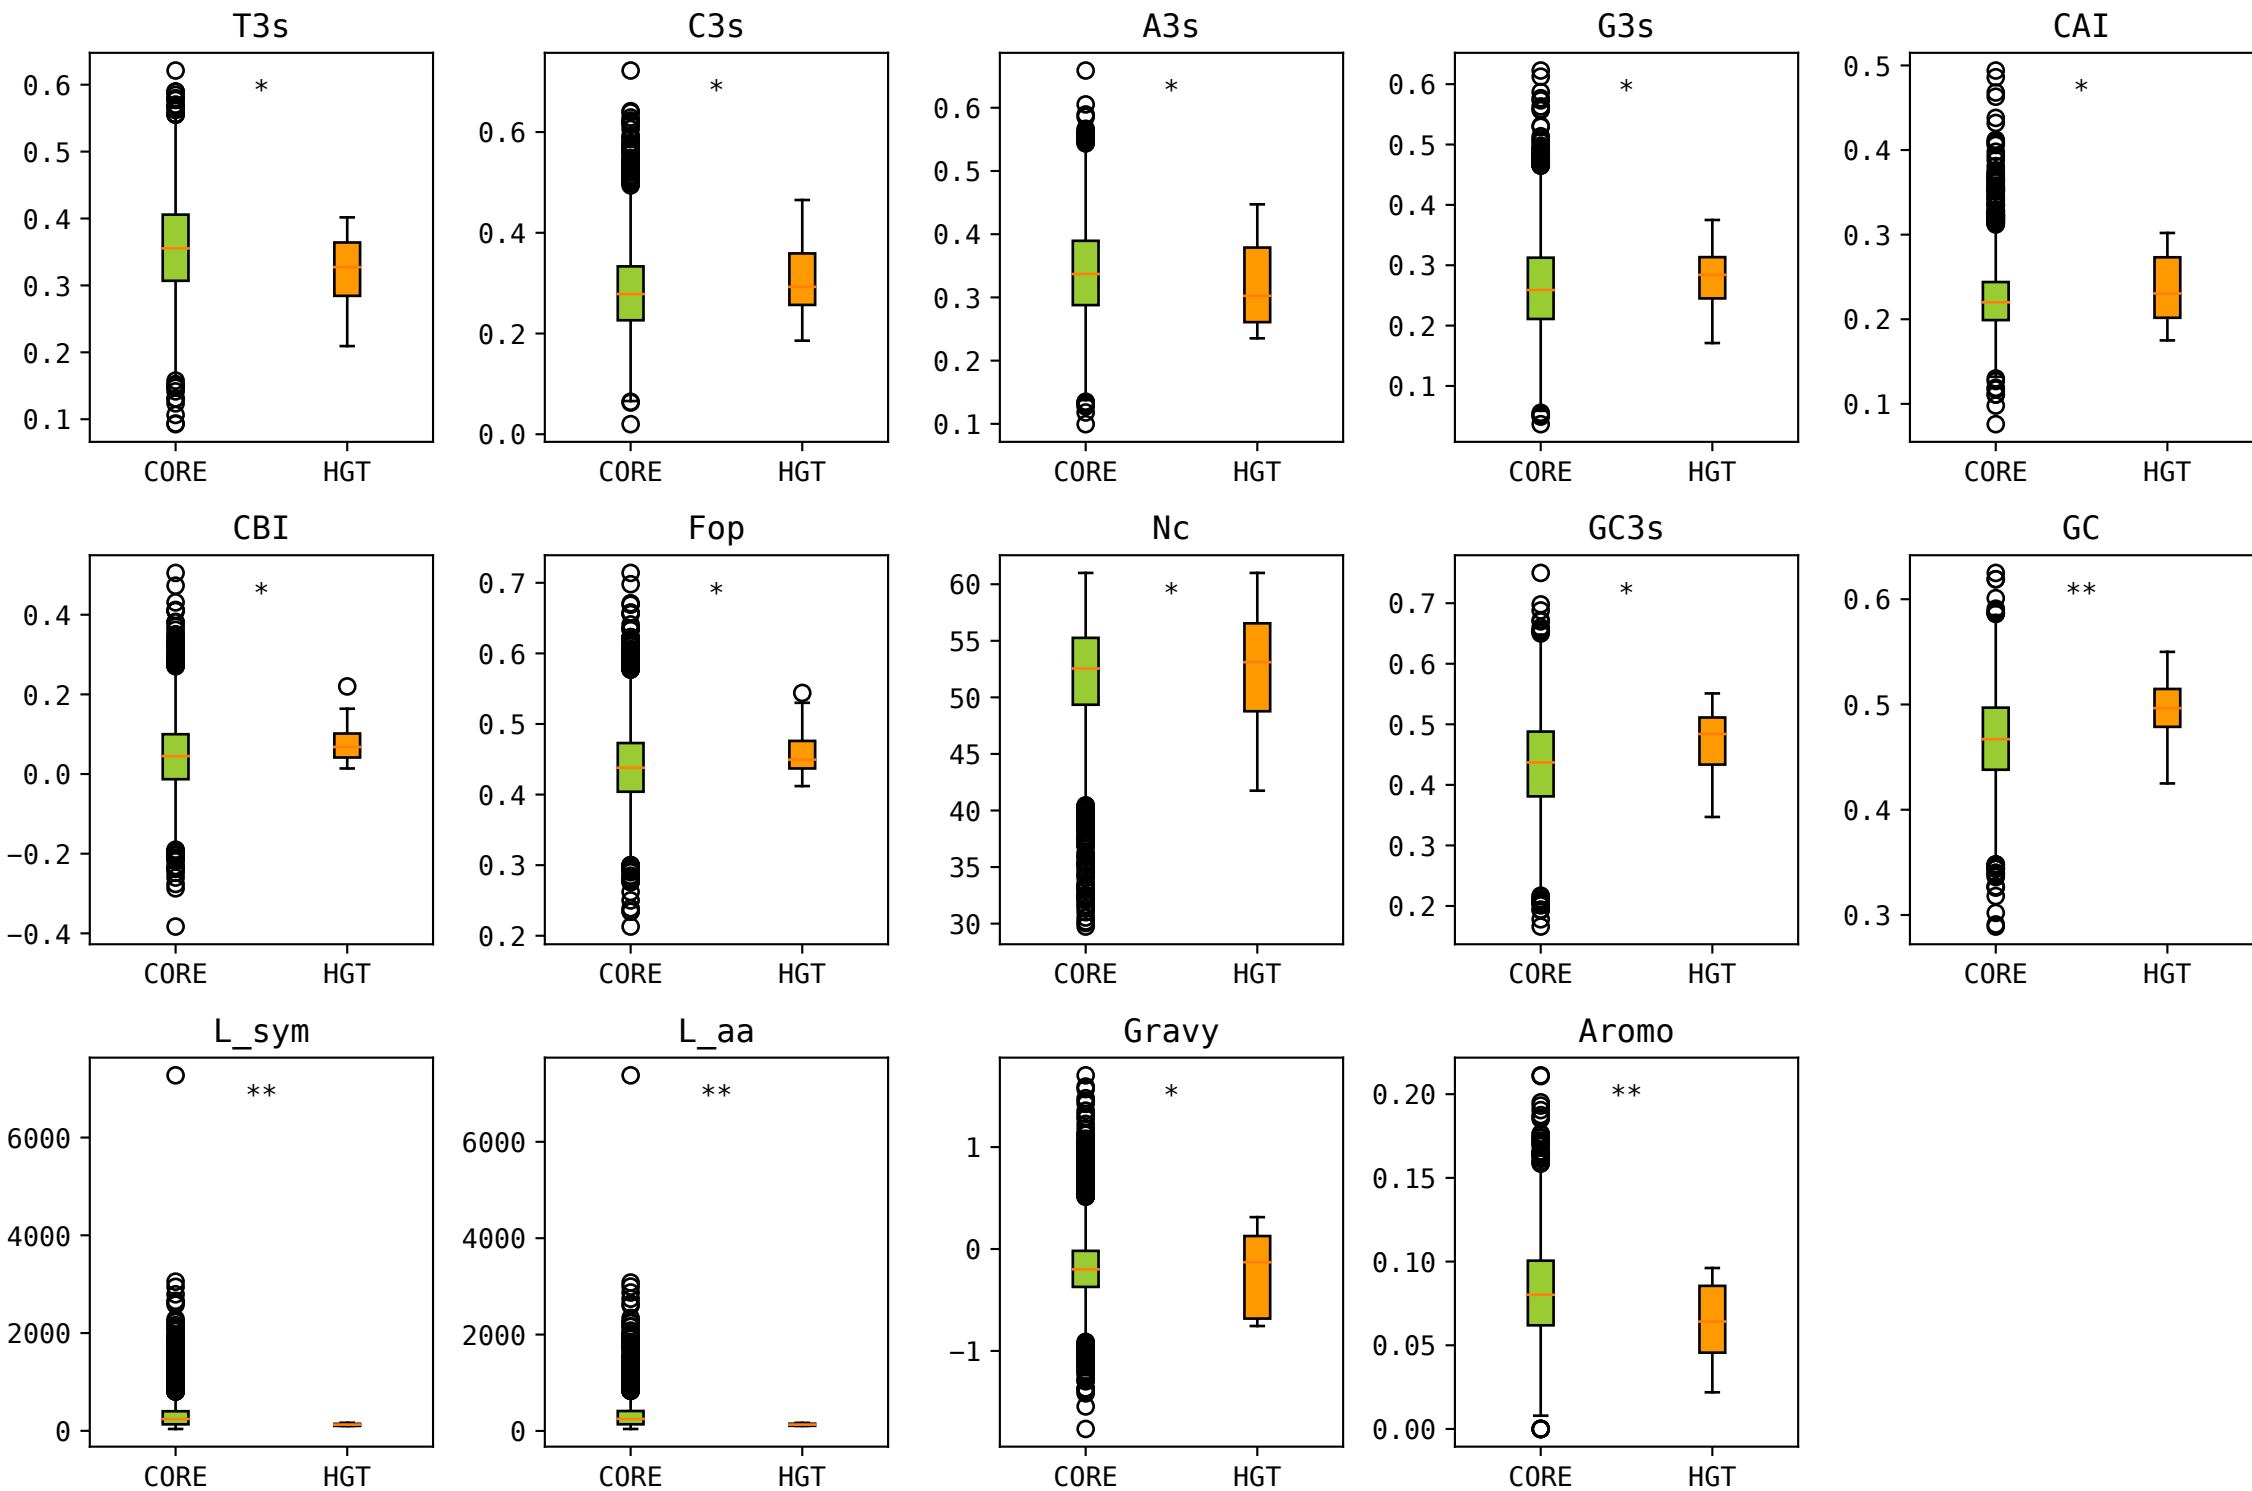 T3s C3s A3s G3s CAI
0.6 0.5 0.4 0.3 0.2 0.1
*
CORE HGT
0.6 0.4 0.2 0.0
*
CORE HGT
0.6 0.5 0.4 0.3 0.2 0.1
*
CORE HGT
0.6 0.5 0.4 0.3 0.2 0.1
*
CORE HGT
0.5 0.4 0.3 0.2 0.1
*
CORE HGT
CBI Fop Nc GC3s GC
0.4 0.2 0.0 −0.2 −0.4
*
CORE HGT
0.7 0.6 0.5 0.4 0.3 0.2
*
CORE HGT
60 55 50 45 40 35 30
*
CORE HGT
0.7 0.6 0.5 0.4 0.3 0.2
*
CORE HGT
0.6 0.5 0.4 0.3
**
CORE HGT
L_sym L_aa Gravy Aromo
6000 4000 2000 0
**
CORE HGT
6000 4000 2000 0
**
CORE HGT
1 0 −1
*
CORE HGT
0.20 0.15 0.10 0.05 0.00
**
CORE HGT